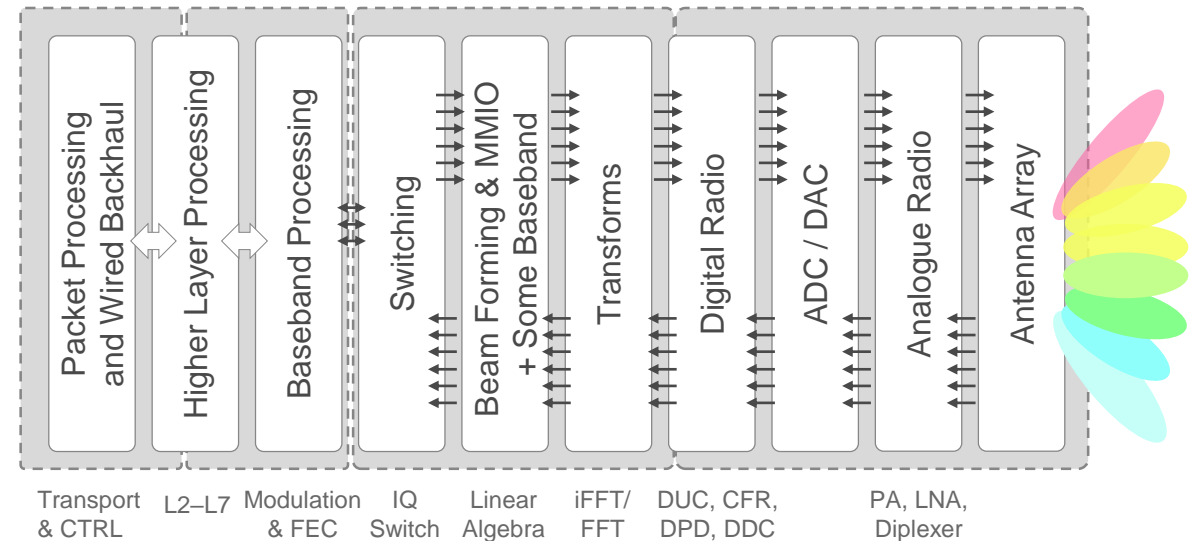 Packet Processing
and Wired Backhaul
Higher Layer Processing
Baseband Processing
Switching
Beam Forming & MMIO
+ Some Baseband
Transforms
Digital Radio
ADC / DAC
Analogue Radio
Antenna Array
Transport
& CTRL
L2–L7
Modulation
& FEC
IQ
Switch
Linear
Algebra
iFFT/
FFT
DUC, CFR,
DPD, DDC
PA, LNA,
Diplexer